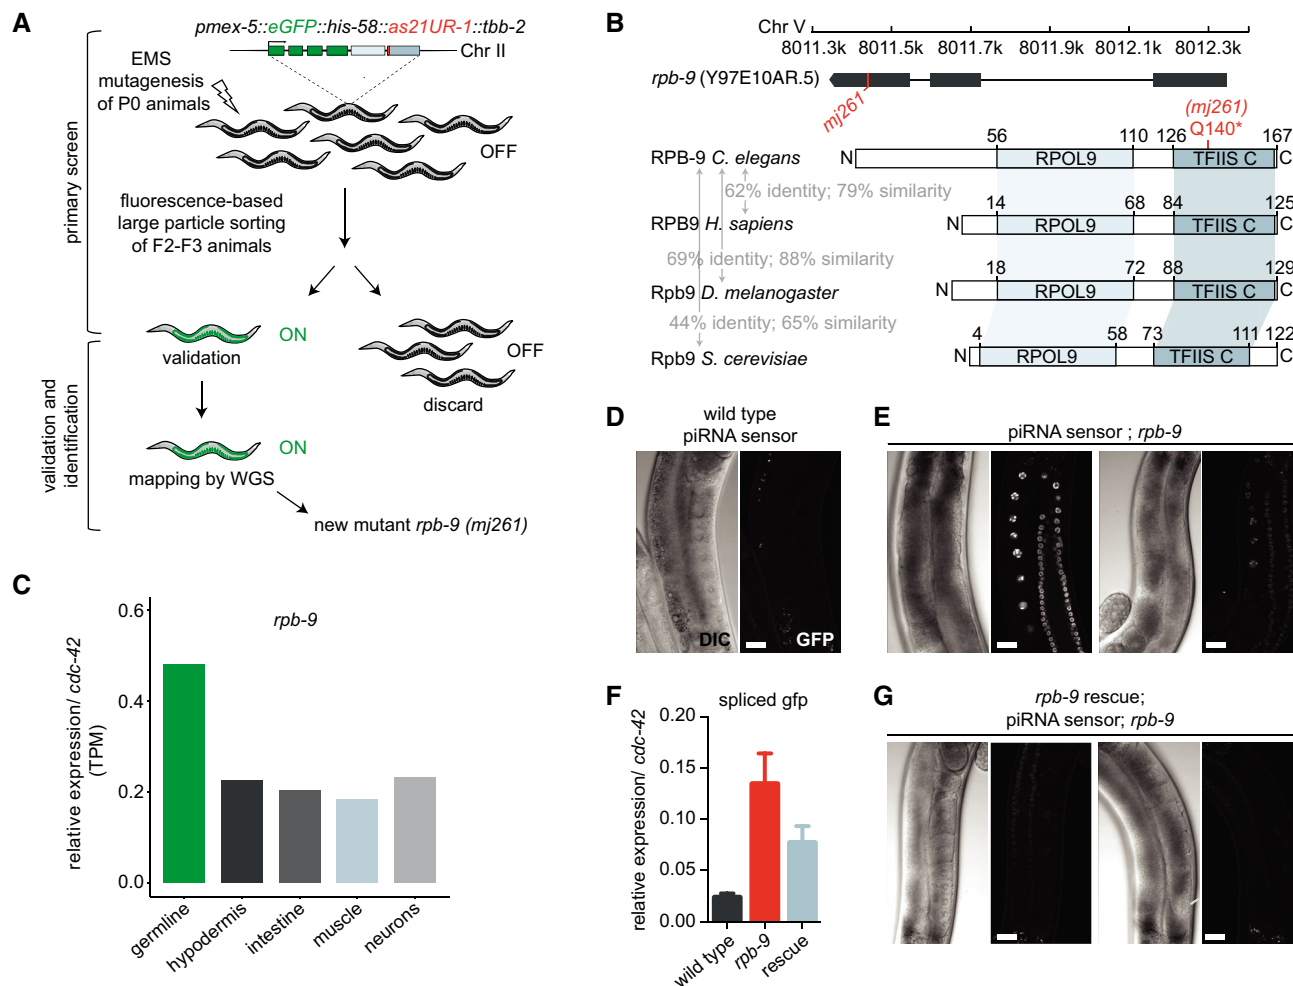 A
pmex-5::eGFP::his-58::as21UR-1::tbb-2
Chr II
EMS
mutagenesis
of P0 animals
OFF
primary screen
fluorescence-based
large particle sorting
of F2-F3 animals
ON
validation
OFF
discard
validation and
identification
ON
mapping by WGS
new mutant rpb-9 (mj261)
B
Chr V
8011.3k 8011.5k 8011.7k 8011.9k 8012.1k 8012.3k
rpb-9 (Y97E10AR.5)
mj261
(mj261)
Q140*
56 110 126 167
RPB-9 C. elegans N RPOL9 TFIIS C C
62% identity; 79% similarity
14 68 84 125
RPB9 H. sapiens N RPOL9 TFIIS C C
69% identity; 88% similarity
18 72 88 129
Rpb9 D. melanogaster N RPOL9 TFIIS C C
44% identity; 65% similarity
4 58 73 111 122
Rpb9 S. cerevisiae N RPOL9 TFIIS C C
C
rpb-9
relative expression/ cdc-42
(TPM)
0.6
0.4
0.2
0.0
germline
hypodermis
intestine
muscle
neurons
D
wild type
piRNA sensor
DIC
GFP
E
piRNA sensor ; rpb-9
F
spliced gfp
relative expression/ cdc-42
0.20
0.15
0.10
0.05
0.00
wild type
rpb-9
rescue
G
rpb-9 rescue;
piRNA sensor; rpb-9